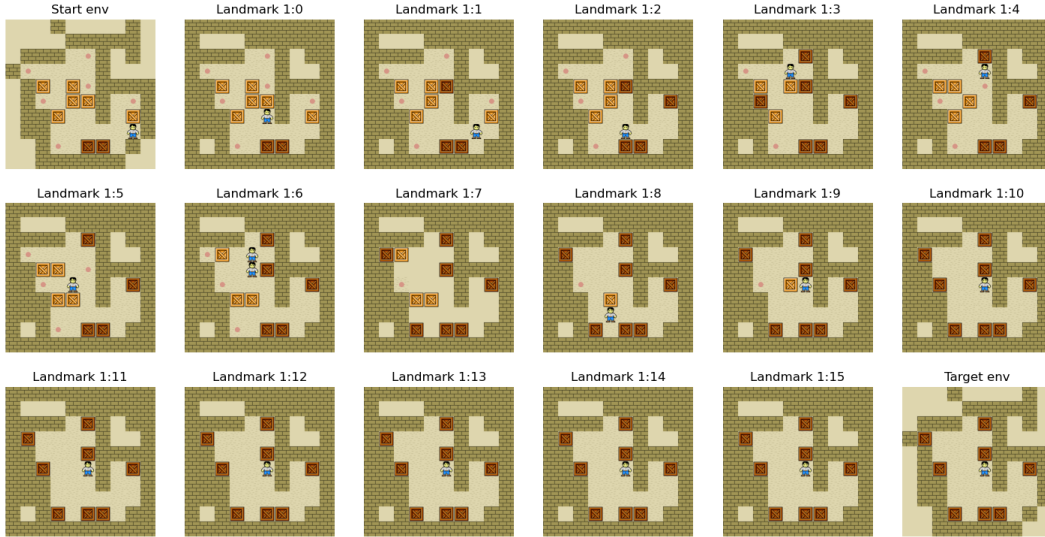 Start env
Landmark 1:0
Landmark 1:1
Landmark 1:2
Landmark 1:3
Landmark 1:4
Landmark 1:5
Landmark 1:6
Landmark 1:7
Landmark 1:8
Landmark 1:9
Landmark 1:10
Landmark 1:11
Landmark 1:12
Landmark 1:13
Landmark 1:14
Landmark 1:15
Target env